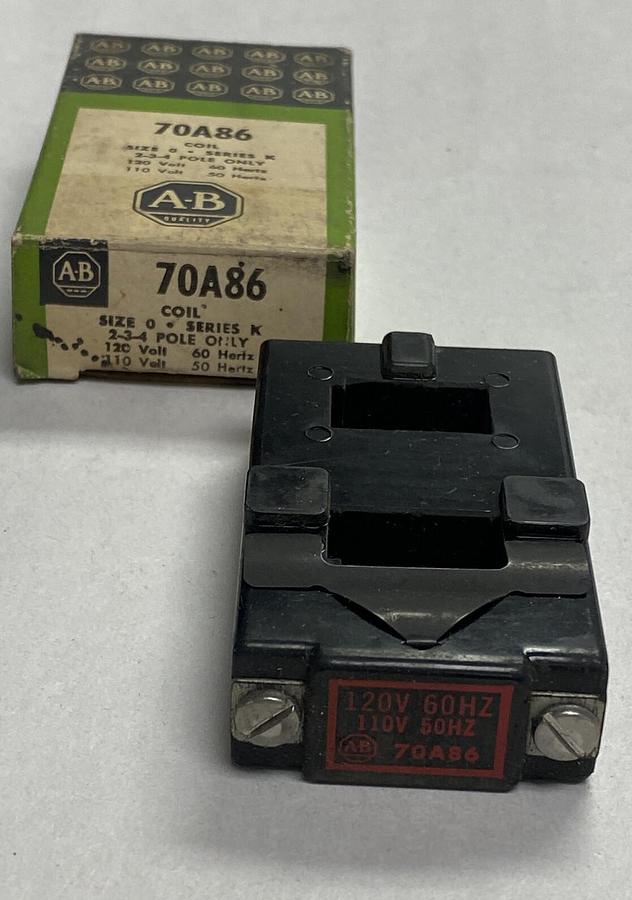 A-B A-B A-B A-B A-B
A-B A-B A-B A-B A-B
A-B A-B A-B A-B A-B
70A86
COIL
SIZE 0 • SERIES K
2-3-4 POLE ONLY
120 Volt 60 Hertz
110 Volt 50 Hertz
A-B
QUALITY
A-B
70A86
COIL
SIZE 0 • SERIES K
2-3-4 POLE ONLY
120 Volt 60 Hertz
110 Volt 50 Hertz
120V 60HZ
110V 50HZ
A-B 70A86